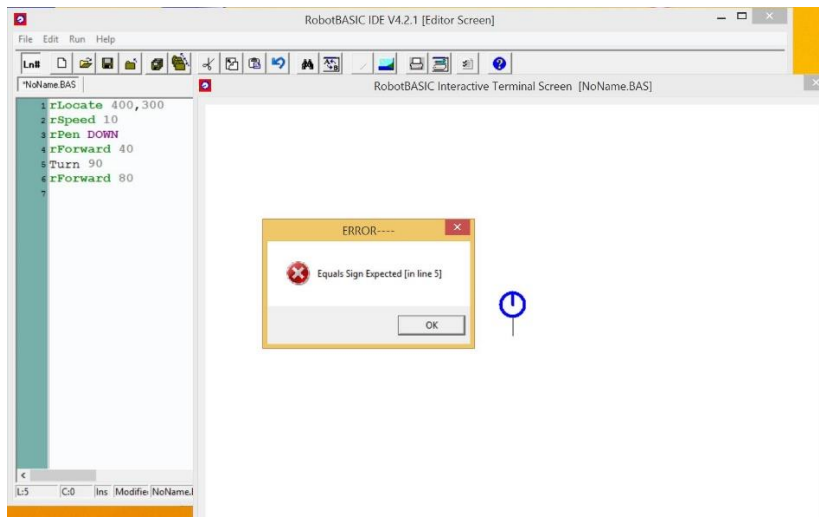 RobotBASIC IDE V4.2.1 [Editor Screen]
File Edit Run Help
Ln#
*NoName.BAS
RobotBASIC Interactive Terminal Screen [NoName.BAS]
1 rLocate 400,300
2 rSpeed 10
3 rPen DOWN
4 rForward 40
5 Turn 90
6 rForward 80
7
ERROR----
Equals Sign Expected [in line 5]
OK
L:5 C:0 Ins Modifie NoName.